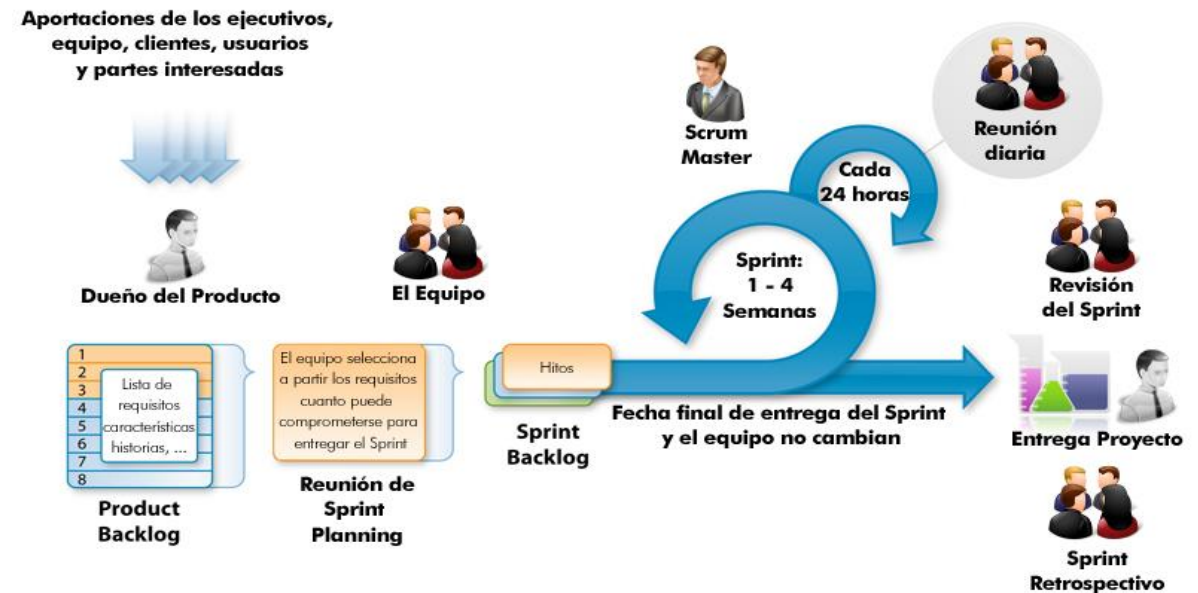 Aportaciones de los ejecutivos,
equipo, clientes, usuarios
y partes interesadas
Dueño del Producto
El Equipo
Scrum
Master
Cada
24 horas
Reunión
diaria
Sprint:
1 - 4
Semanas
Revisión
del Sprint
1
2
3
4
5
6
7
8
Lista de
requisitos
características
historias, ...
Product
Backlog
El equipo selecciona
a partir los requisitos
cuanto puede
comprometerse para
entregar el Sprint
Reunión de
Sprint
Planning
Hitos
Sprint
Backlog
Fecha final de entrega del Sprint
y el equipo no cambian
Entrega Proyecto
Sprint
Retrospectivo